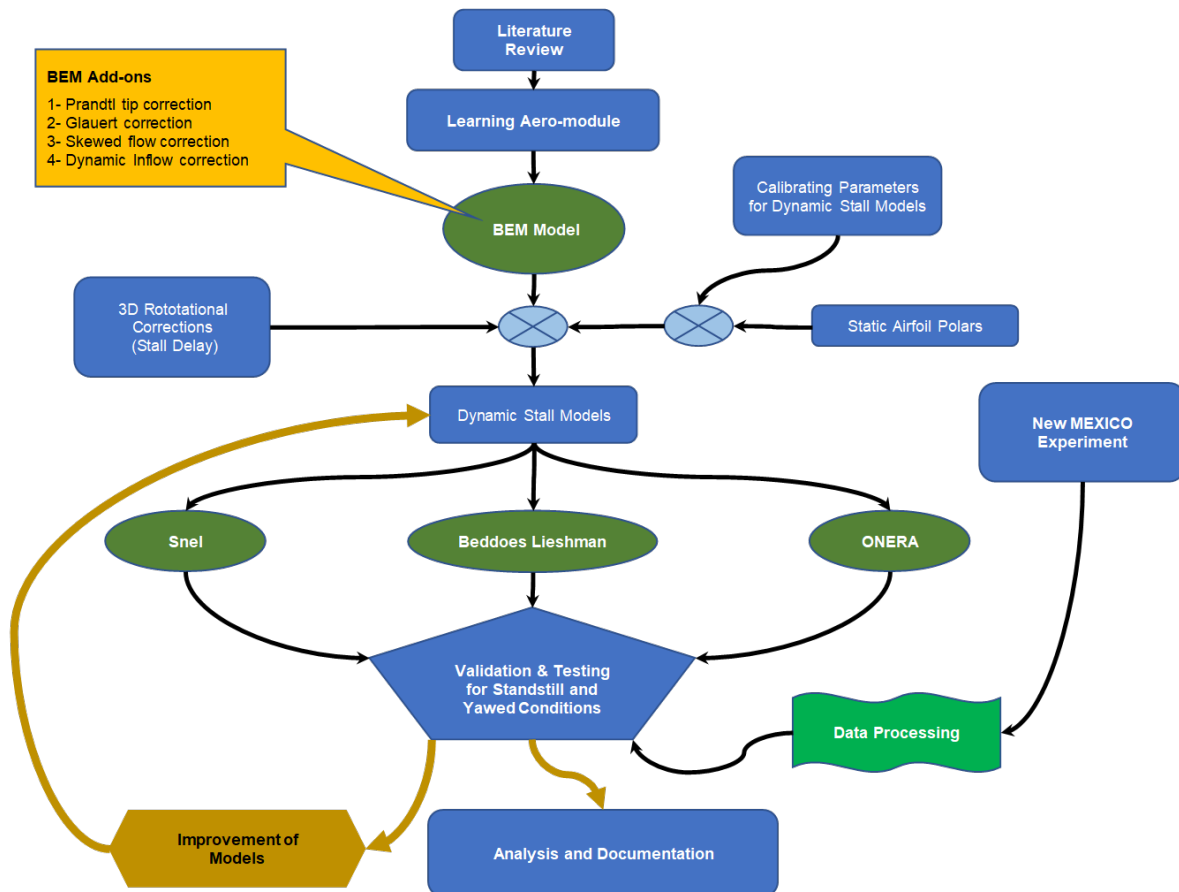 Literature
Review
BEM Add-ons
1- Prandtl tip correction
2- Glauert correction
3- Skewed flow correction
4- Dynamic Inflow correction
Learning Aero-module
Calibrating Parameters
for Dynamic Stall Models
BEM Model
3D Rototational
Corrections
(Stall Delay)
Static Airfoil Polars
Dynamic Stall Models
New MEXICO
Experiment
Snel
Beddoes Lieshman
ONERA
Validation & Testing
for Standstill and
Yawed Conditions
Data Processing
Improvement of
Models
Analysis and Documentation